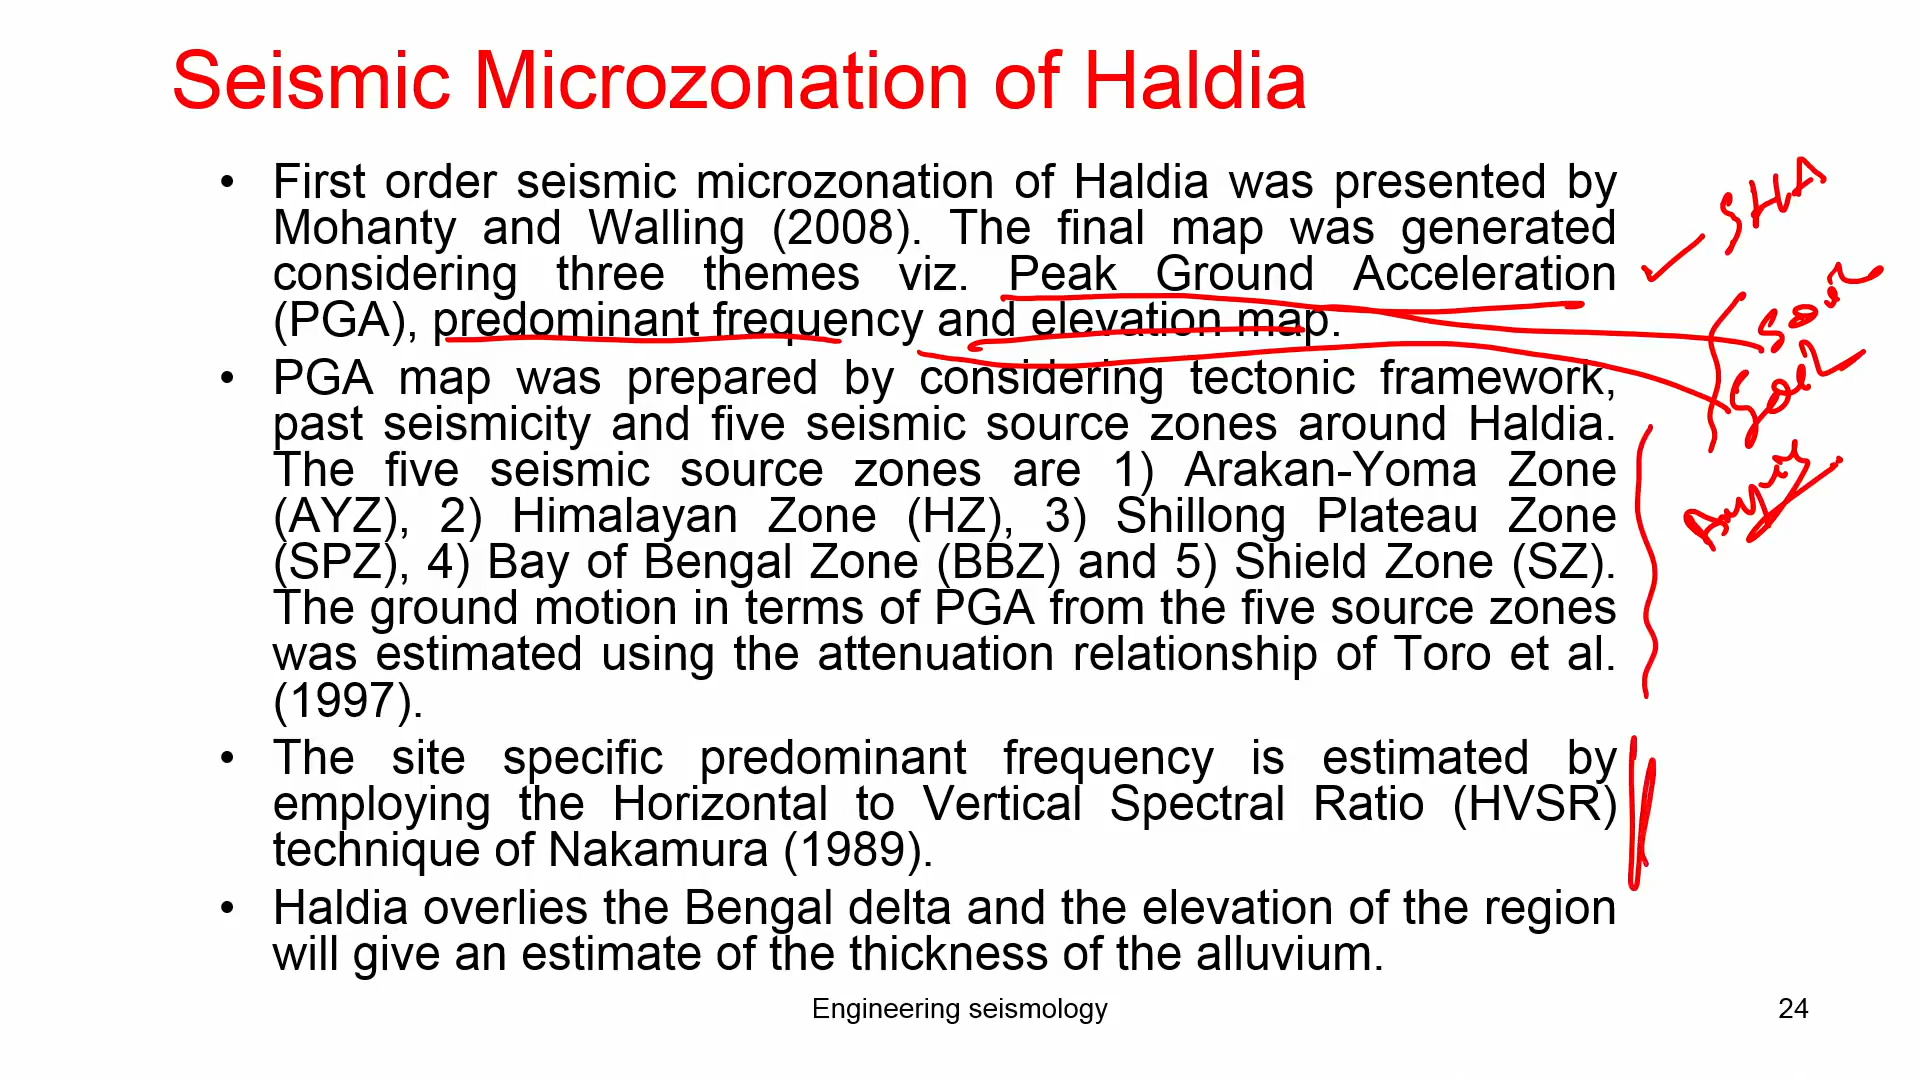 Seismic Microzonation of Haldia
• First order seismic microzonation of Haldia was presented by
Mohanty and Walling (2008). The final map was generated
considering three themes viz. Peak Ground Acceleration
(PGA), predominant frequency and elevation map.
• PGA map was prepared by considering tectonic framework,
past seismicity and five seismic source zones around Haldia.
The five seismic source zones are 1) Arakan-Yoma Zone
(AYZ), 2) Himalayan Zone (HZ), 3) Shillong Plateau Zone
(SPZ), 4) Bay of Bengal Zone (BBZ) and 5) Shield Zone (SZ).
The ground motion in terms of PGA from the five source zones
was estimated using the attenuation relationship of Toro et al.
(1997).
• The site specific predominant frequency is estimated by
employing the Horizontal to Vertical Spectral Ratio (HVSR)
technique of Nakamura (1989).
• Haldia overlies the Bengal delta and the elevation of the region
will give an estimate of the thickness of the alluvium.
SHA
Soil
Engineering seismology
24